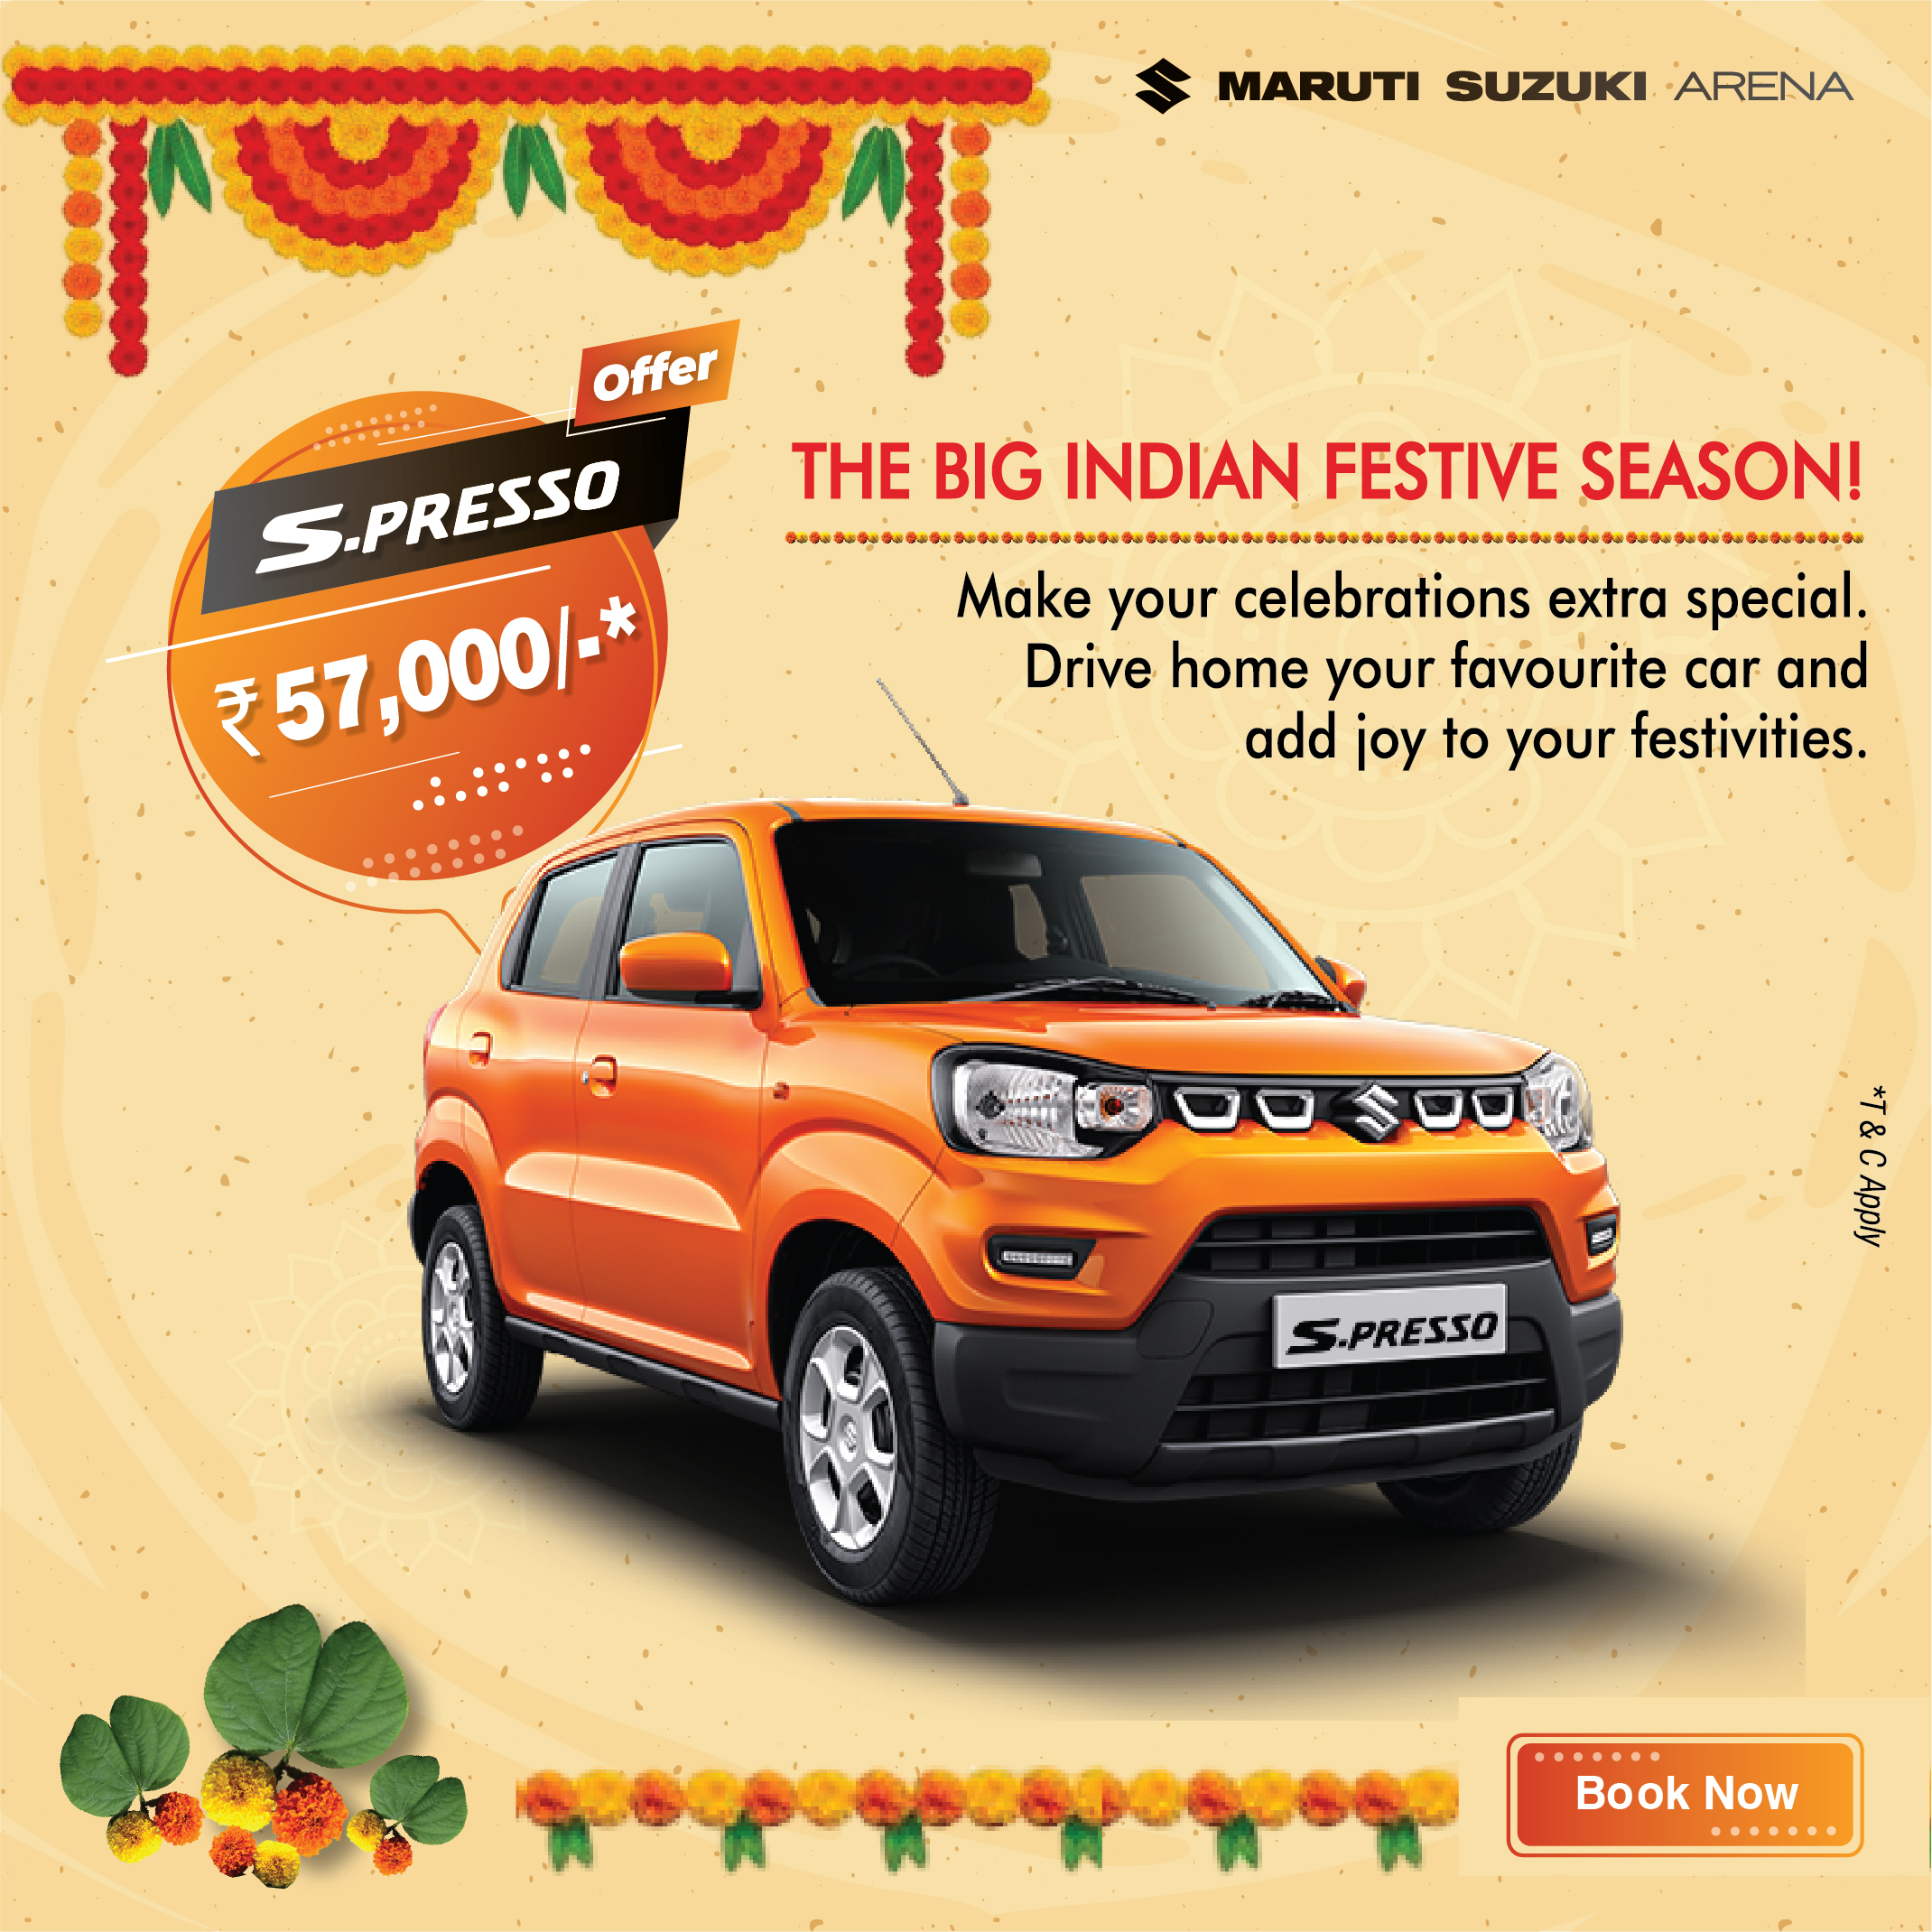 MARUTI SUZUKI ARENA
Offer
S.PRESSO
₹57,000/-*
THE BIG INDIAN FESTIVE SEASON!
Make your celebrations extra special.
Drive home your favourite car and
add joy to your festivities.
*T & C Apply
S.PRESSO
Book Now